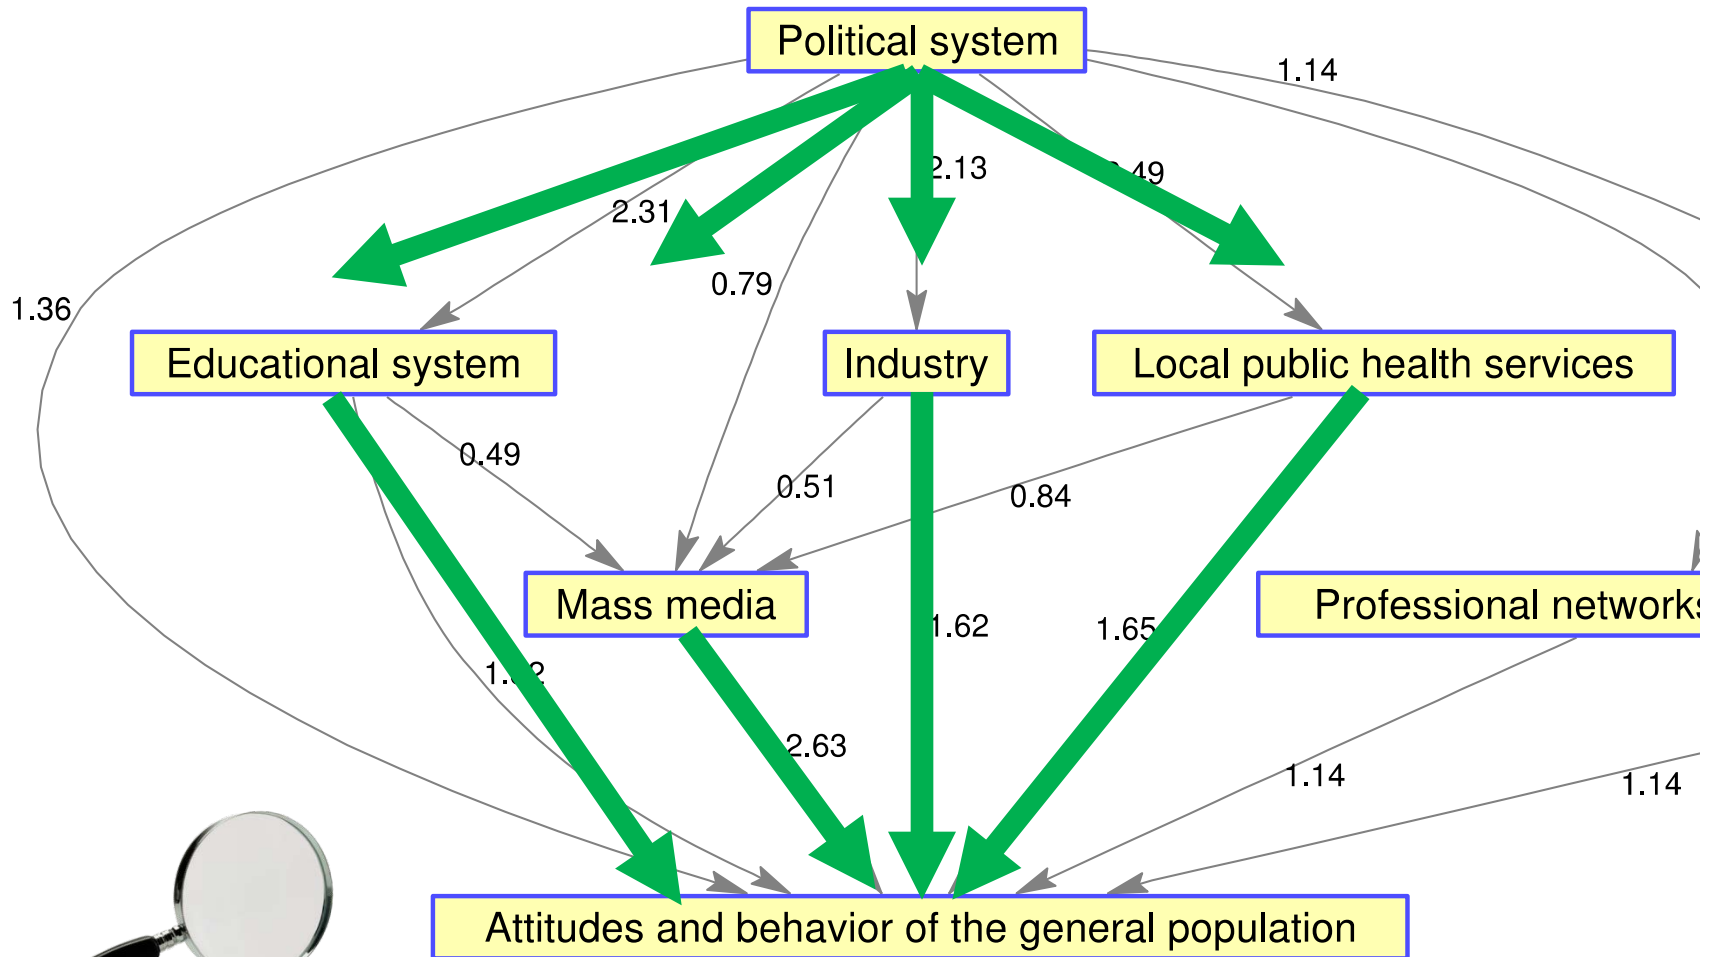 Political system
1.14
2.13
2.31
0.79
1.36
Educational system
Industry
Local public health services
0.49
0.51
0.84
Mass media
Professional networks
1.62
1.65
2.63
1.14
1.14
Attitudes and behavior of the general population